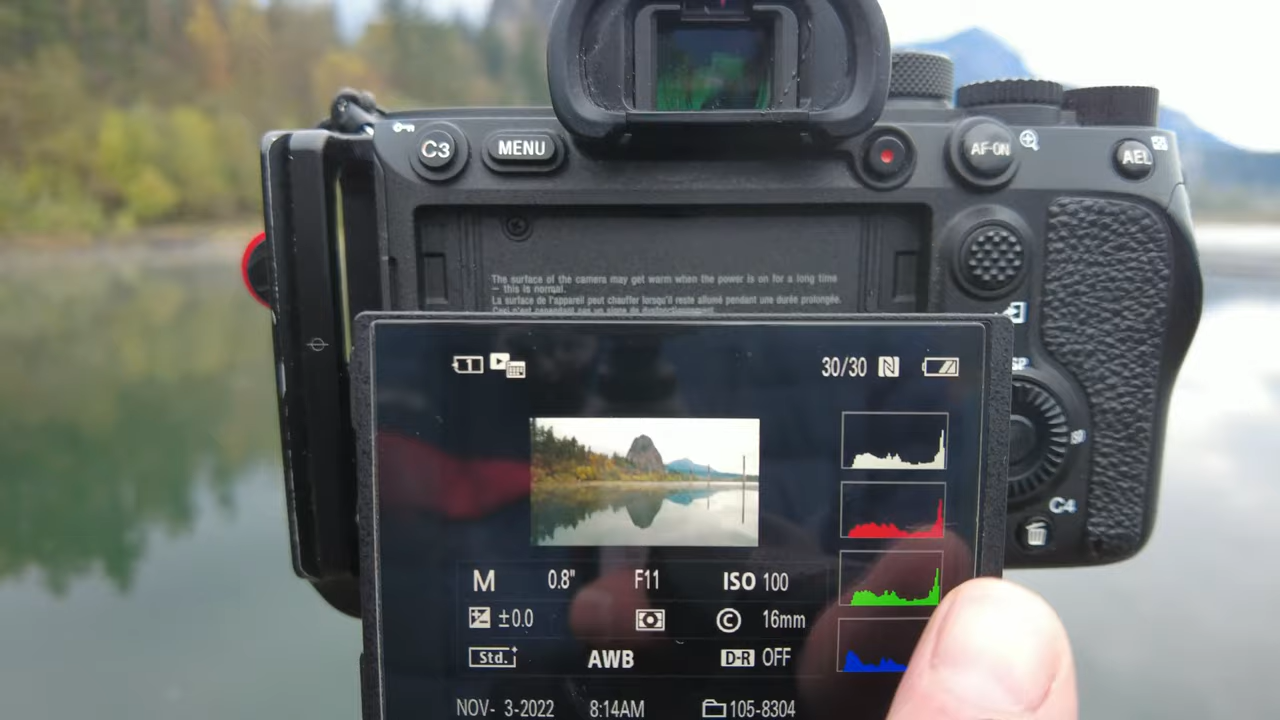 C3
MENU
AF-ON
AEL
The surface of the camera may get warm when the power is on for a long time
– this is normal.
La surface de l'appareil peut chauffer lorsqu'il reste allumé pendant une durée prolongée.
1
30/30
N
M 0.8" F11 ISO 100
±0.0 C 16mm
Std. AWB D-R OFF
NOV- 3-2022 8:14AM 105-8304
C4